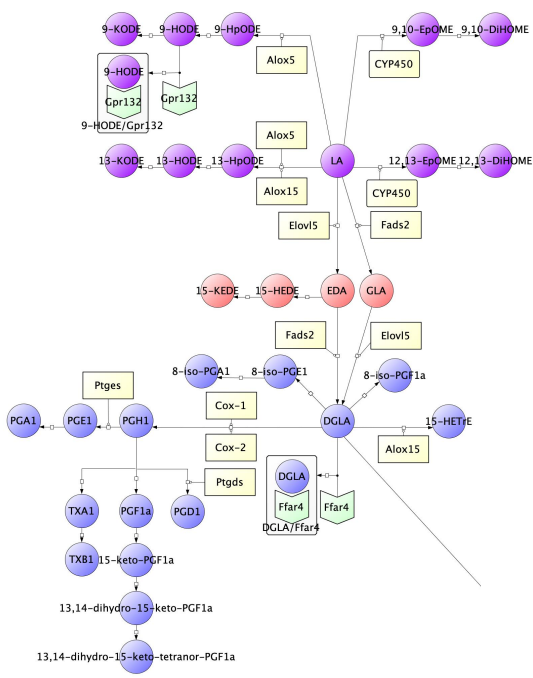 9-KODE 9-HODE 9-HpODE 9,10-EpOME 9,10-DiHOME
Alox5 CYP450
9-HODE
Gpr132 Gpr132
9-HODE/Gpr132
Alox5
13-KODE 13-HODE 13-HpODE LA 12,13-EpOME 12,13-DiHOME
Alox15 CYP450
Elovl5 Fads2
15-KEDE 15-HEDE EDA GLA
Fads2 Elovl5
8-iso-PGA1 8-iso-PGE1 8-iso-PGF1a
Ptges
Cox-1
PGA1 PGE1 PGH1 DGLA 15-HETrE
Cox-2 Alox15
DGLA
Ptgds
Ffar4 Ffar4
TXA1 PGF1a PGD1
DGLA/Ffar4
TXB1 15-keto-PGF1a
13,14-dihydro-15-keto-PGF1a
13,14-dihydro-15-keto-tetranor-PGF1a